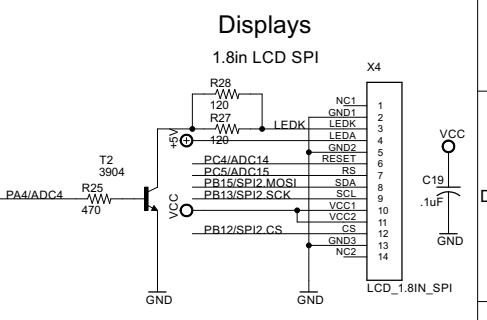 Displays
1.8in LCD SPI
X4
R28
120
R27
120
LEDK
+5V
T2
3904
PA4/ADC4
R25
470
VCC
PC4/ADC14
PC5/ADC15
PB15/SPI2.MOSI
PB13/SPI2.SCK
PB12/SPI2.CS
NC1 1
GND1 2
LEDK 3
LEDA 4
GND2 5
RESET 6
RS 7
SDA 8
SCL 9
VCC1 10
VCC2 11
CS 12
GND3 13
NC2 14
LCD_1.8IN_SPI
GND
GND
VCC
C19
.1uF
GND
D